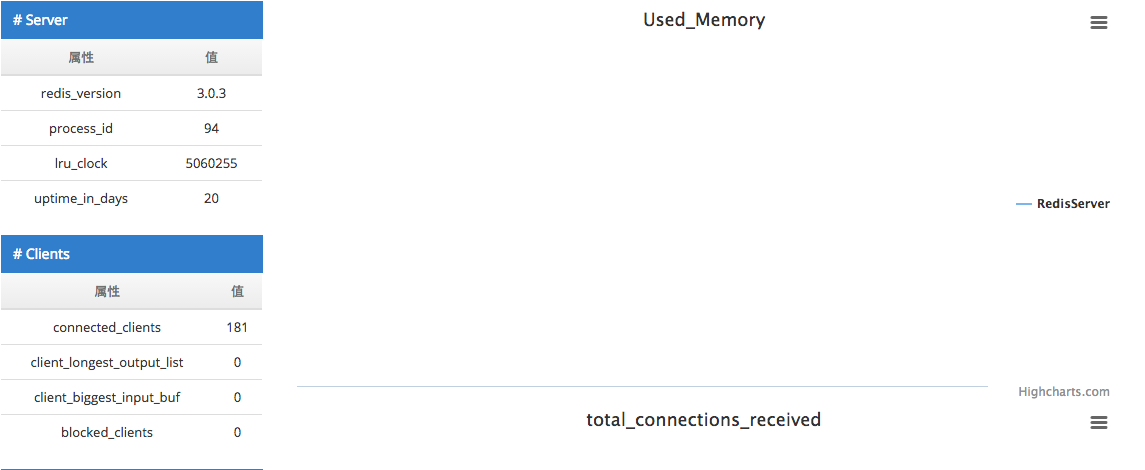 # Server
属性 值
redis_version 3.0.3
process_id 94
lru_clock 5060255
uptime_in_days 20
# Clients
属性 值
connected_clients 181
client_longest_output_list 0
client_biggest_input_buf 0
blocked_clients 0
Used_Memory
RedisServer
Highcharts.com
total_connections_received